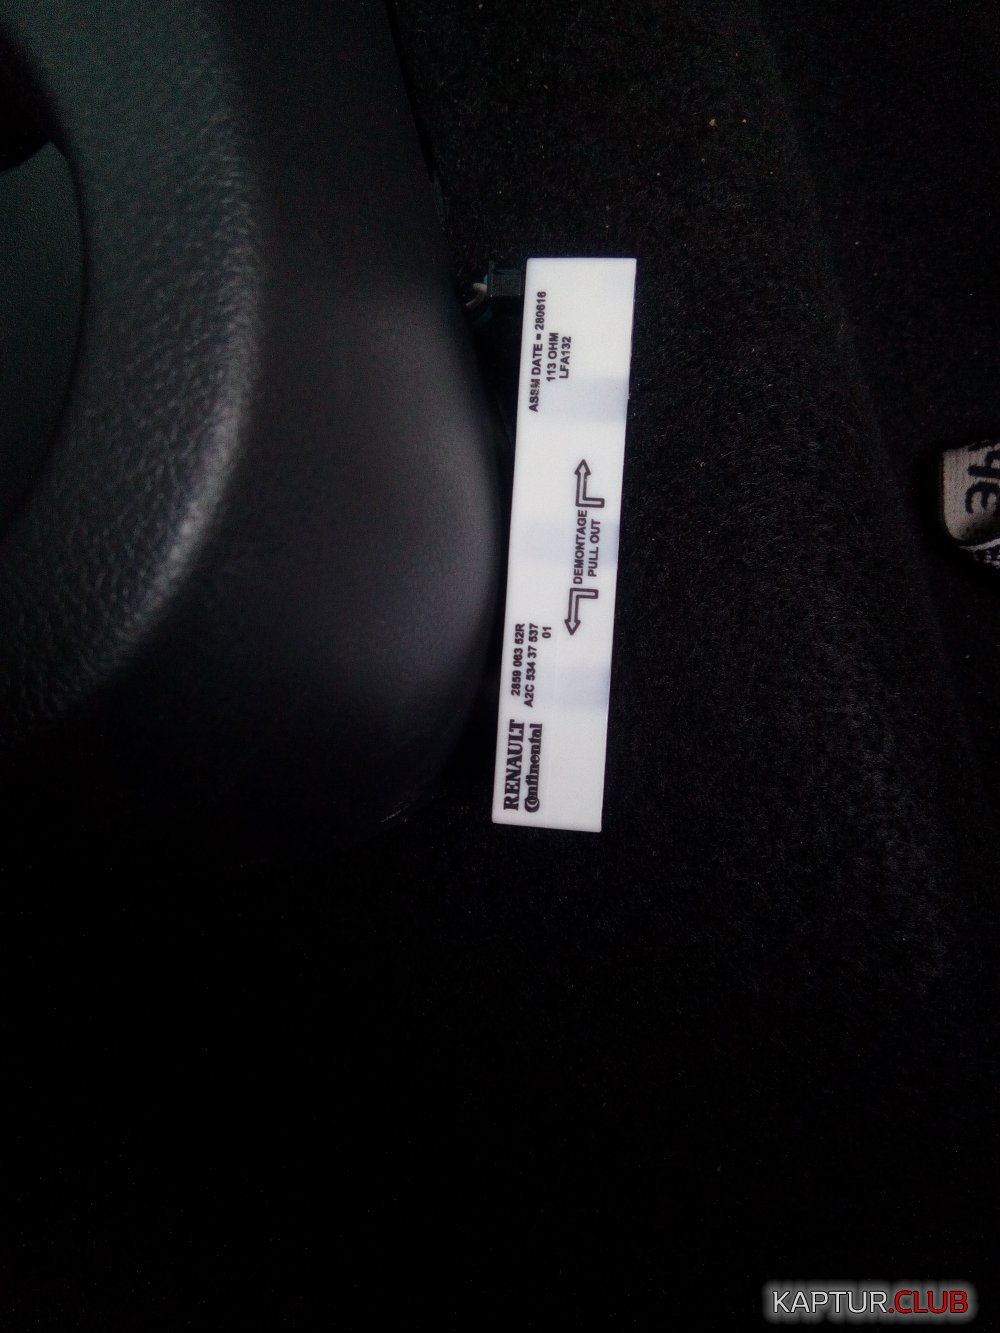 RENAULT
Continental
2859 063 52R
A2C 534 37 537
01
DEMONTAGE
PULL OUT
ASSM DATE = 280616
113 OHM
LFA132
KAPTUR.CLUB